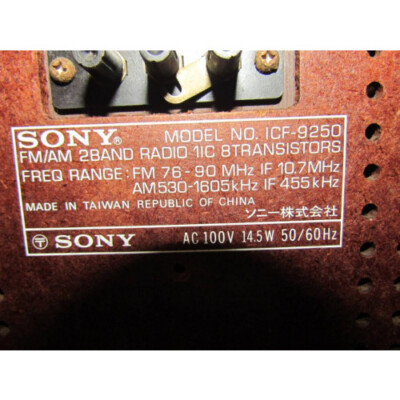 SONY® MODEL NO. ICF-9250
FM/AM 2BAND RADIO 1IC 8TRANSISTORS
FREQ RANGE: FM 76-90 MHz IF 10.7MHz
AM 530-1605kHz IF 455kHz
MADE IN TAIWAN REPUBLIC OF CHINA
ソニー株式会社
〒 SONY AC 100V 14.5W 50/60Hz